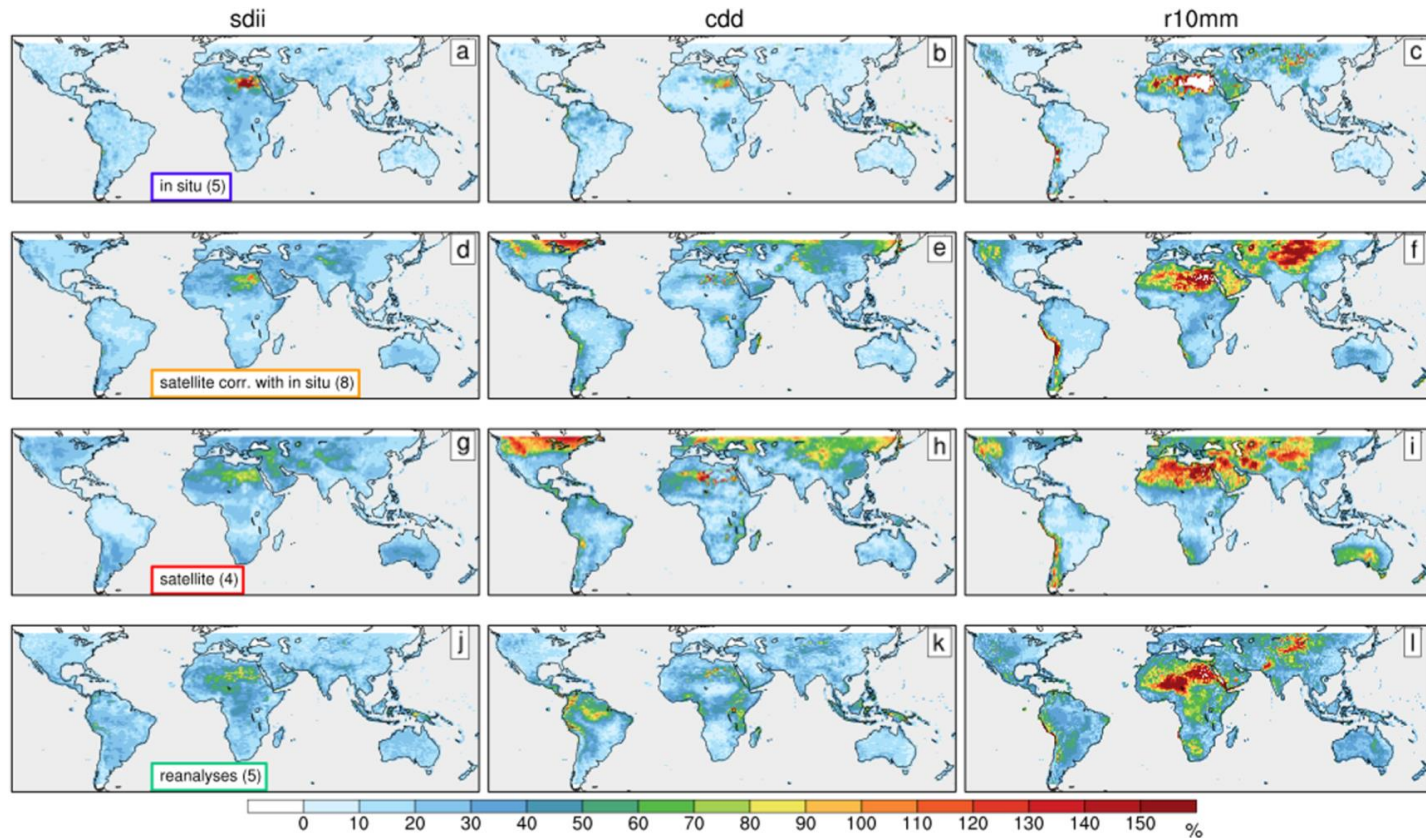 sdii cdd r10mm
a b c
in situ (5)
d e f
satellite corr. with in situ (8)
g h i
satellite (4)
j k l
reanalyses (5)
0 10 20 30 40 50 60 70 80 90 100 110 120 130 140 150 %